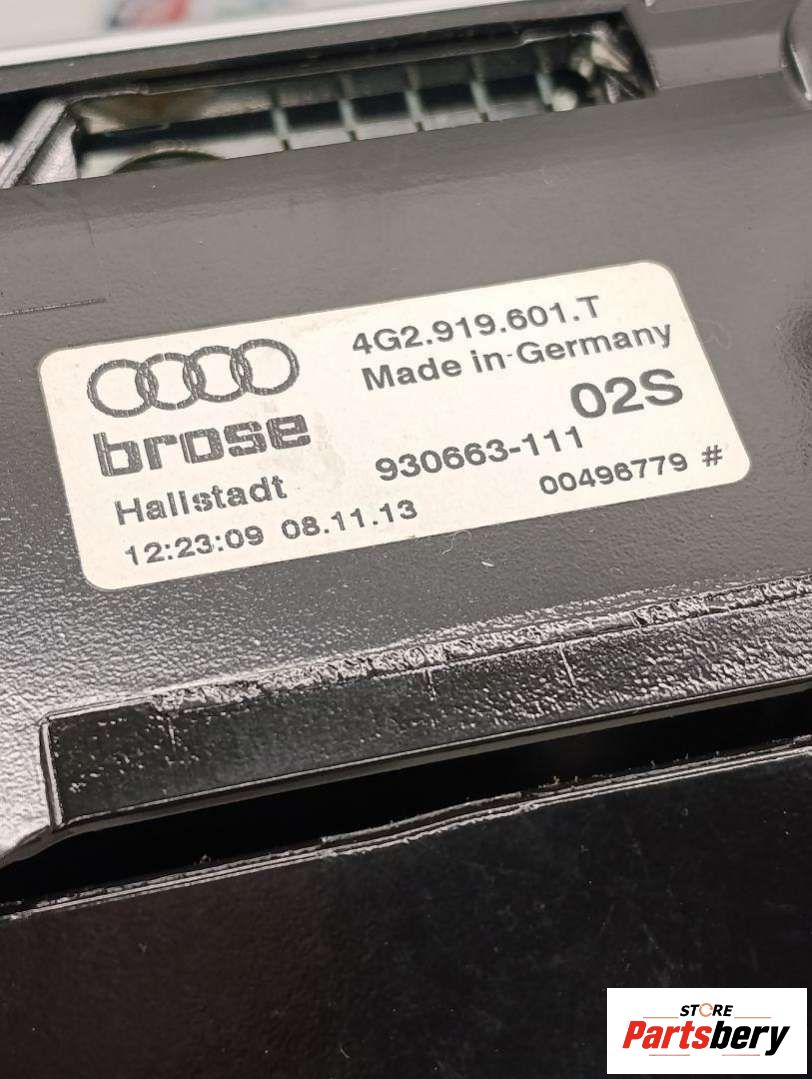 4G2.919.601.T
Made in Germany
brose
02S
930663-111
Hallstadt
00496779 #
12:23:09 08.11.13
STORE
Partsbery